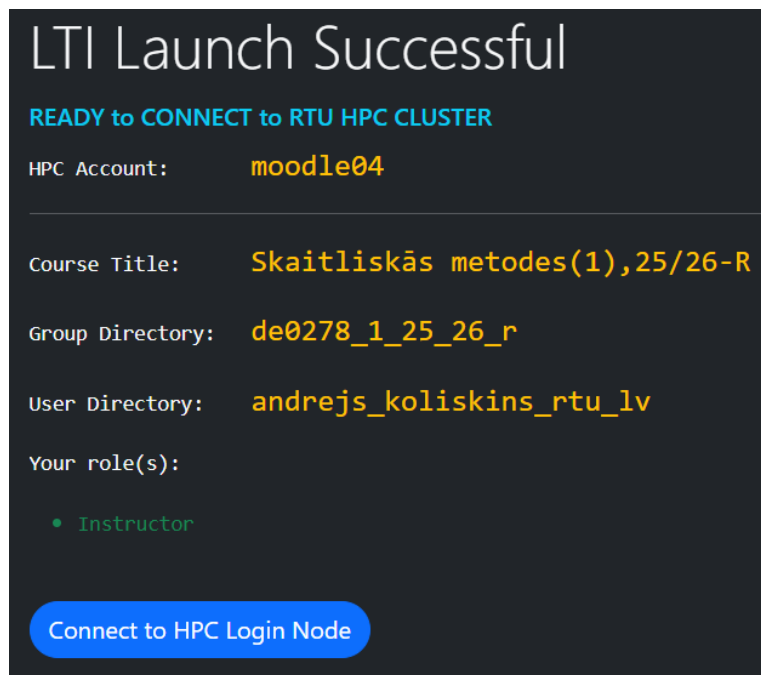 LTI Launch Successful
READY to CONNECT to RTU HPC CLUSTER
HPC Account: moodle04
Course Title: Skaitliskās metodes(1),25/26-R
Group Directory: de0278_1_25_26_r
User Directory: andrejs_koliskins_rtu_lv
Your role(s):
• Instructor
Connect to HPC Login Node